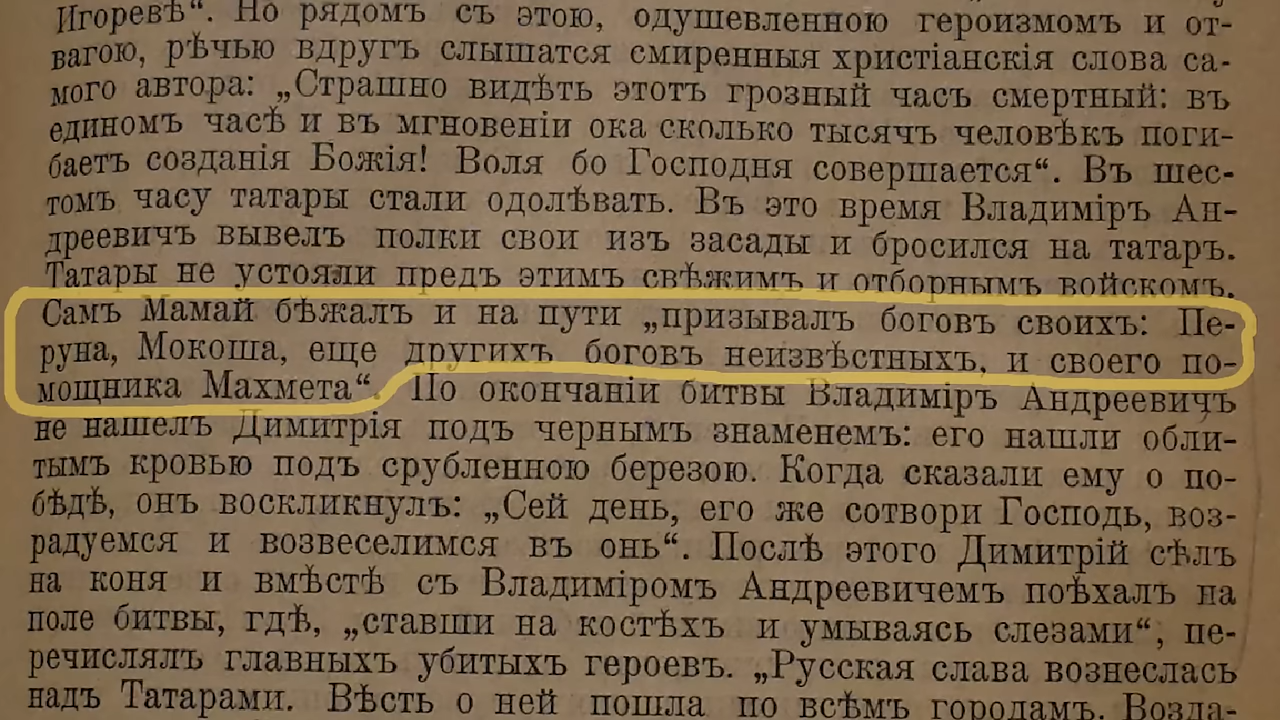 Игоревѣ“. Но рядомъ съ этою, одушевленною героизмомъ и от-
вагою, рѣчью вдругъ слышатся смиренныя христіанскія слова са-
мого автора: „Страшно видѣть этотъ грозный часъ смертный: въ
единомъ часѣ и въ мгновеніи ока сколько тысячъ человѣкъ поги-
баетъ созданія Божія! Воля бо Господня совершается“. Въ шес-
томъ часу татары стали одолѣвать. Въ это время Владиміръ Ан-
дреевичъ вывелъ полки свои изъ засады и бросился на татаръ.
Татары не устояли предъ этимъ свѣжимъ и отборнымъ войскомъ.
Самъ Мамай бѣжалъ и на пути „призывалъ боговъ своихъ: Пе-
руна, Мокоша, еще другихъ боговъ неизвѣстныхъ, и своего по-
мощника Махмета“. По окончаніи битвы Владиміръ Андреевичъ
не нашелъ Димитрія подъ чернымъ знаменемъ: его нашли обли-
тымъ кровью подъ срубленною березою. Когда сказали ему о по-
бѣдѣ, онъ воскликнулъ: „Сей день, его же сотвори Господь, воз-
радуемся и возвеселимся въ онь“. Послѣ этого Димитрій сѣлъ
на коня и вмѣстѣ съ Владиміромъ Андреевичемъ поѣхалъ на
поле битвы, гдѣ, „ставши на костѣхъ и умываясь слезами“, пе-
речислялъ главныхъ убитыхъ героевъ. „Русская слава вознеслась
надъ Татарами. Вѣсть о ней пошла по всѣмъ городамъ. Возда-